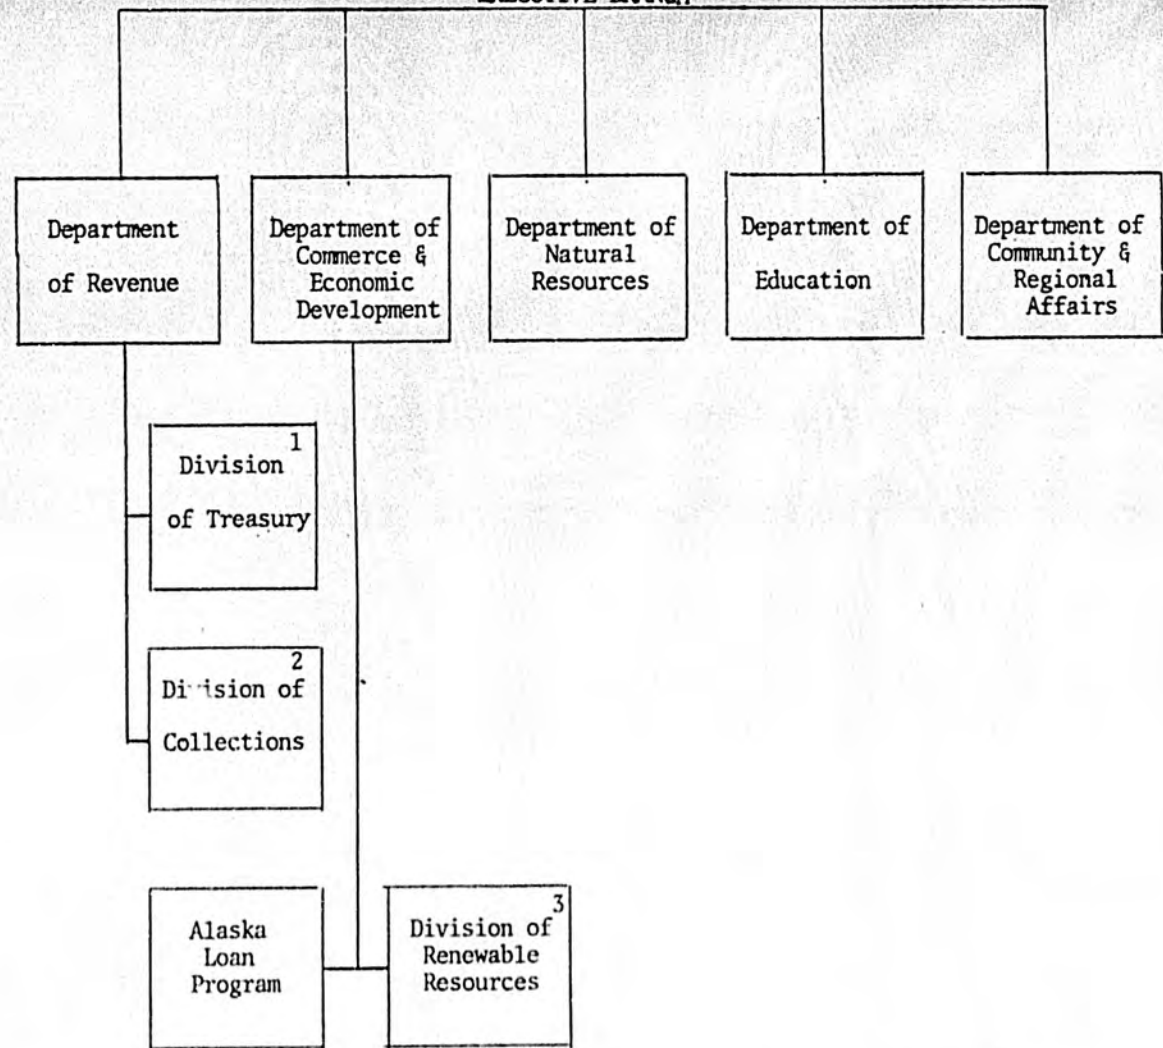 Department
of Revenue
Department of
Commerce &
Economic
Development
Department of
Natural
Resources
Department of
Education
Department of
Community &
Regional
Affairs
1
Division
of Treasury
2
Division of
Collections
Alaska
Loan
Program
3
Division of
Renewable
Resources